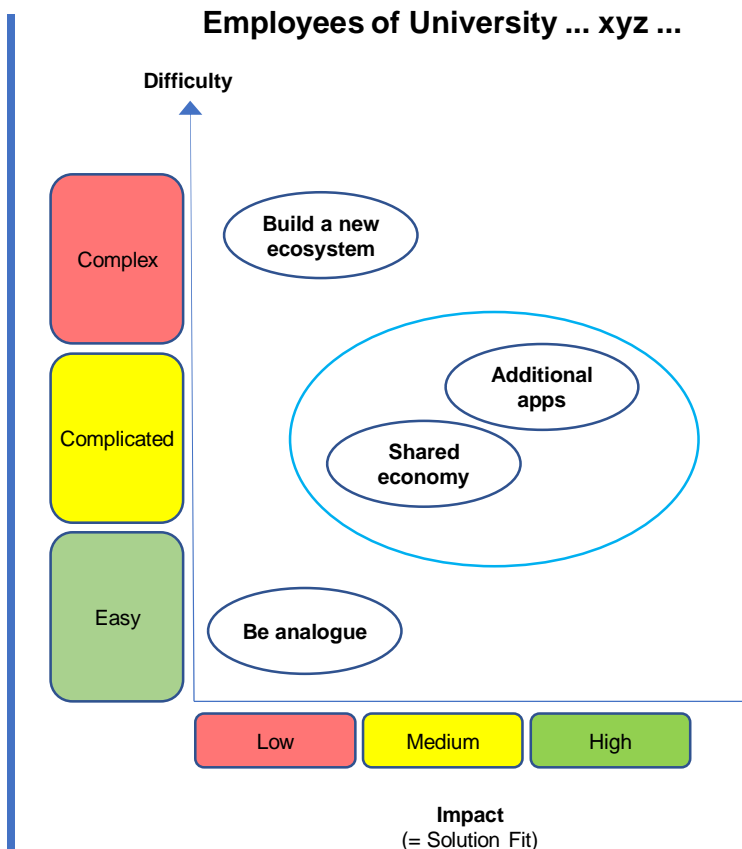 Employees of University ... xyz ...
Difficulty
Build a new
ecosystem
Complex
Additional
apps
Complicated
Shared
economy
Easy
Be analogue
Low
Medium
High
Impact
(= Solution Fit)